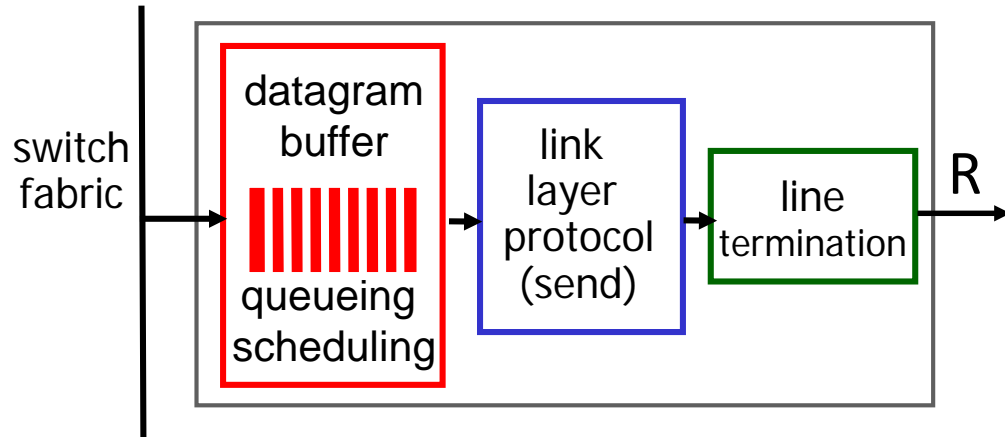 switch
fabric
datagram
buffer
queueing
scheduling
link
layer
protocol
(send)
line
termination
R